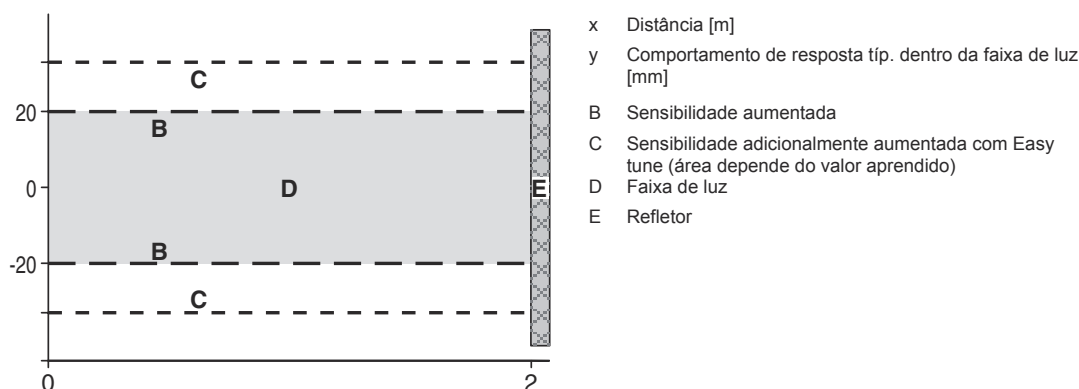 C
20
B
0
D
E
B
-20
C
0
2
x Distância [m]
y Comportamento de resposta típ. dentro da faixa de luz
[mm]
B Sensibilidade aumentada
C Sensibilidade adicionalmente aumentada com Easy
tune (área depende do valor aprendido)
D Faixa de luz
E Refletor